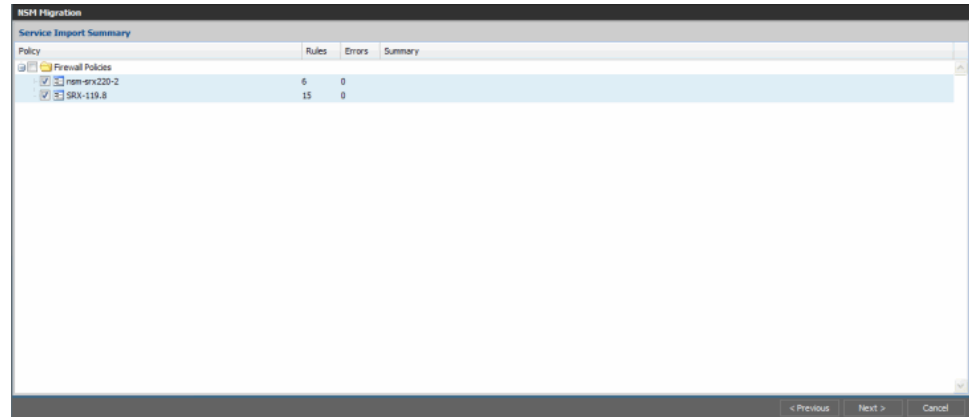 NSM Migration
Service Import Summary
Policy Rules Errors Summary
Firewall Policies
nsm-srx220-2 6 0
SRX-119.8 15 0
< Previous Next > Cancel